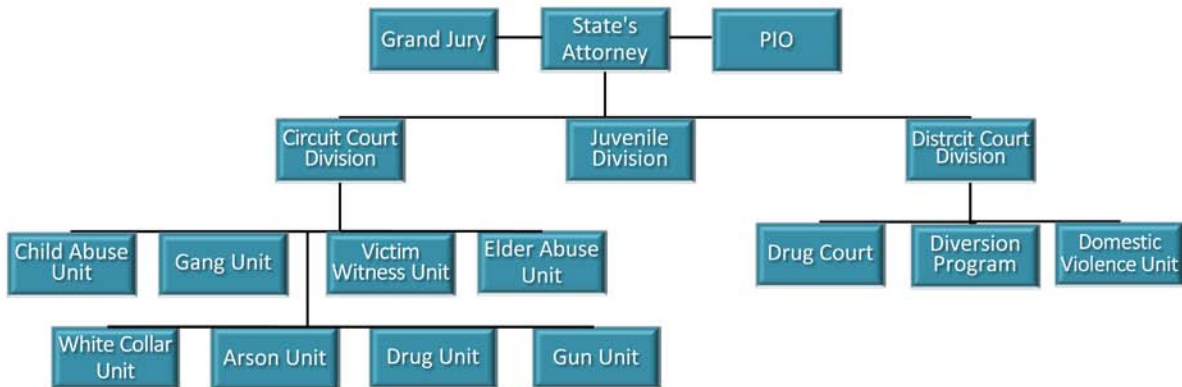 Grand Jury
State's
Attorney
PIO
Circuit Court
Division
Juvenile
Division
Distrcit Court
Division
Child Abuse
Unit
Gang Unit
Victim
Witness Unit
Elder Abuse
Unit
Drug Court
Diversion
Program
Domestic
Violence Unit
White Collar
Unit
Arson Unit
Drug Unit
Gun Unit